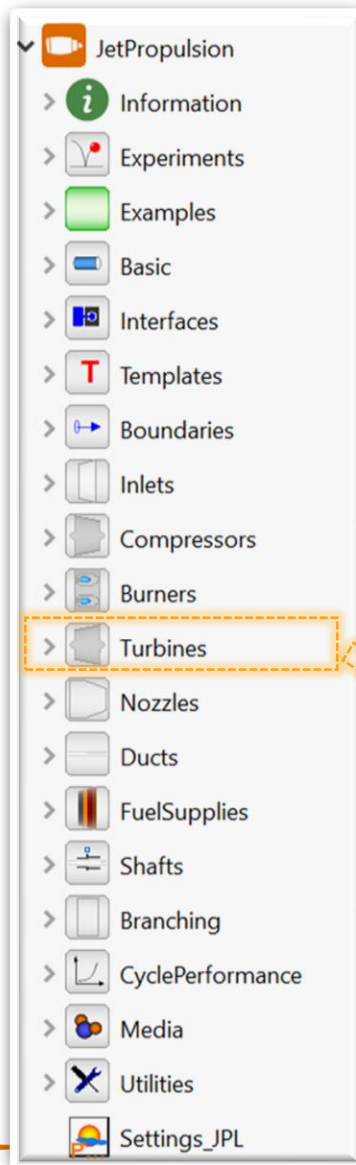 JetPropulsion
i Information
Experiments
Examples
Basic
Interfaces
T Templates
Boundaries
Inlets
Compressors
Burners
Turbines
Nozzles
Ducts
FuelSupplies
Shafts
Branching
CyclePerformance
Media
Utilities
Settings_JPL